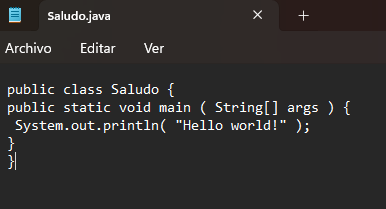 Saludo.java
Archivo Editar Ver
public class Saludo {
public static void main ( String[] args ) {
 System.out.println( "Hello world!" );
}
}